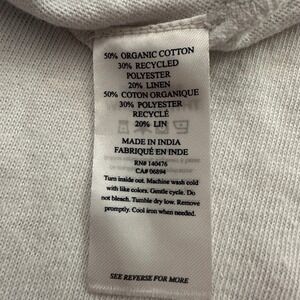 50% ORGANIC COTTON
30% RECYCLED
POLYESTER
20% LINEN
50% COTON ORGANIQUE
30% POLYESTER
RECYCLÉ
20% LIN
MADE IN INDIA
FABRIQUÉ EN INDE
RN# 140476
CA# 06894
Turn inside out. Machine wash cold
with like colors. Gentle cycle. Do
not bleach. Tumble dry low. Remove
promptly. Cool iron when needed.
SEE REVERSE FOR MORE